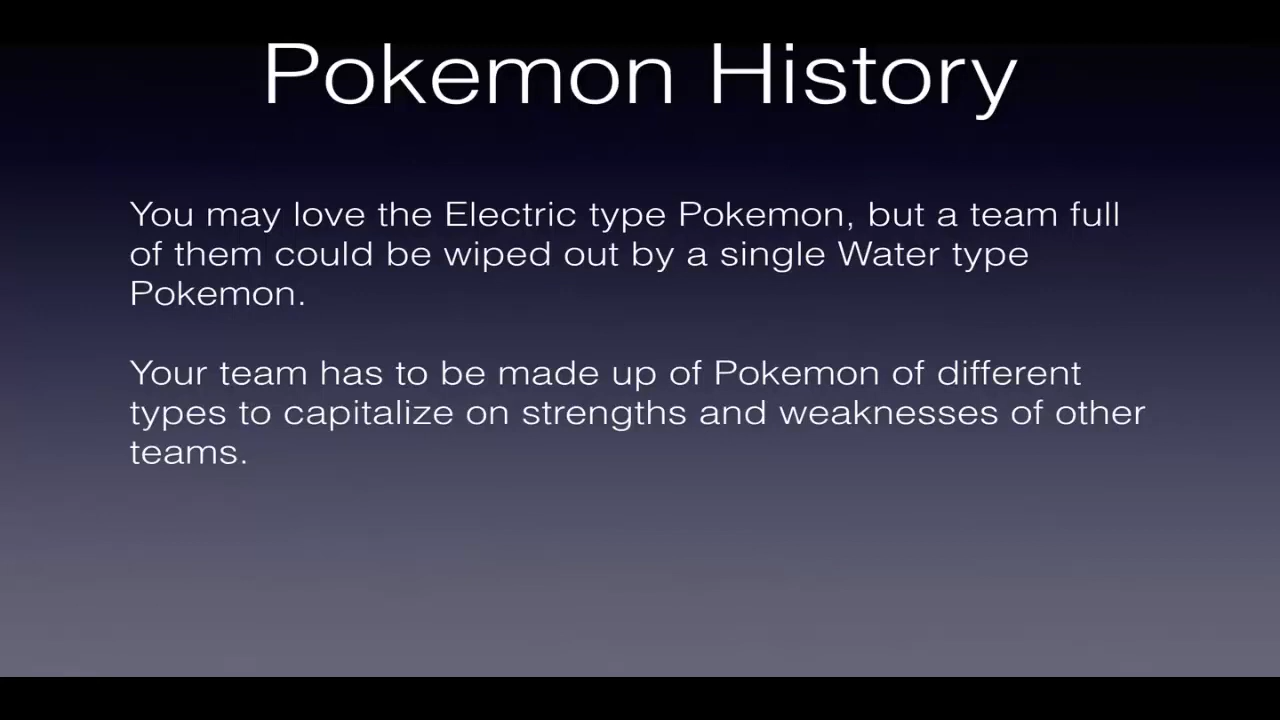 Pokemon History
You may love the Electric type Pokemon, but a team full
of them could be wiped out by a single Water type
Pokemon.
Your team has to be made up of Pokemon of different
types to capitalize on strengths and weaknesses of other
teams.